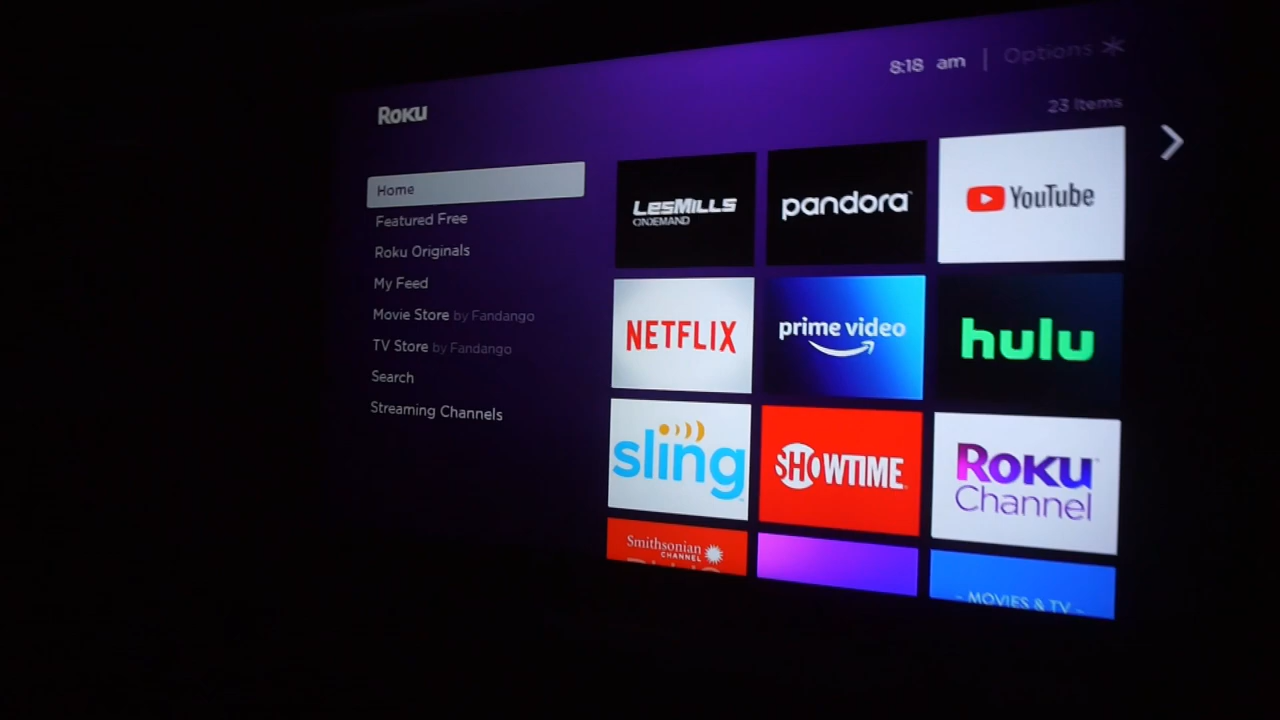 8:18 am | Options *
ROKU
23 Items
Home
Featured Free
Roku Originals
My Feed
Movie Store by Fandango
TV Store by Fandango
Search
Streaming Channels
LESMILLS
ONDEMAND
pandora
YouTube
NETFLIX
prime video
hulu
sling
SHOWTIME
ROKU
Channel
Smithsonian
CHANNEL
- MOVIES & TV -